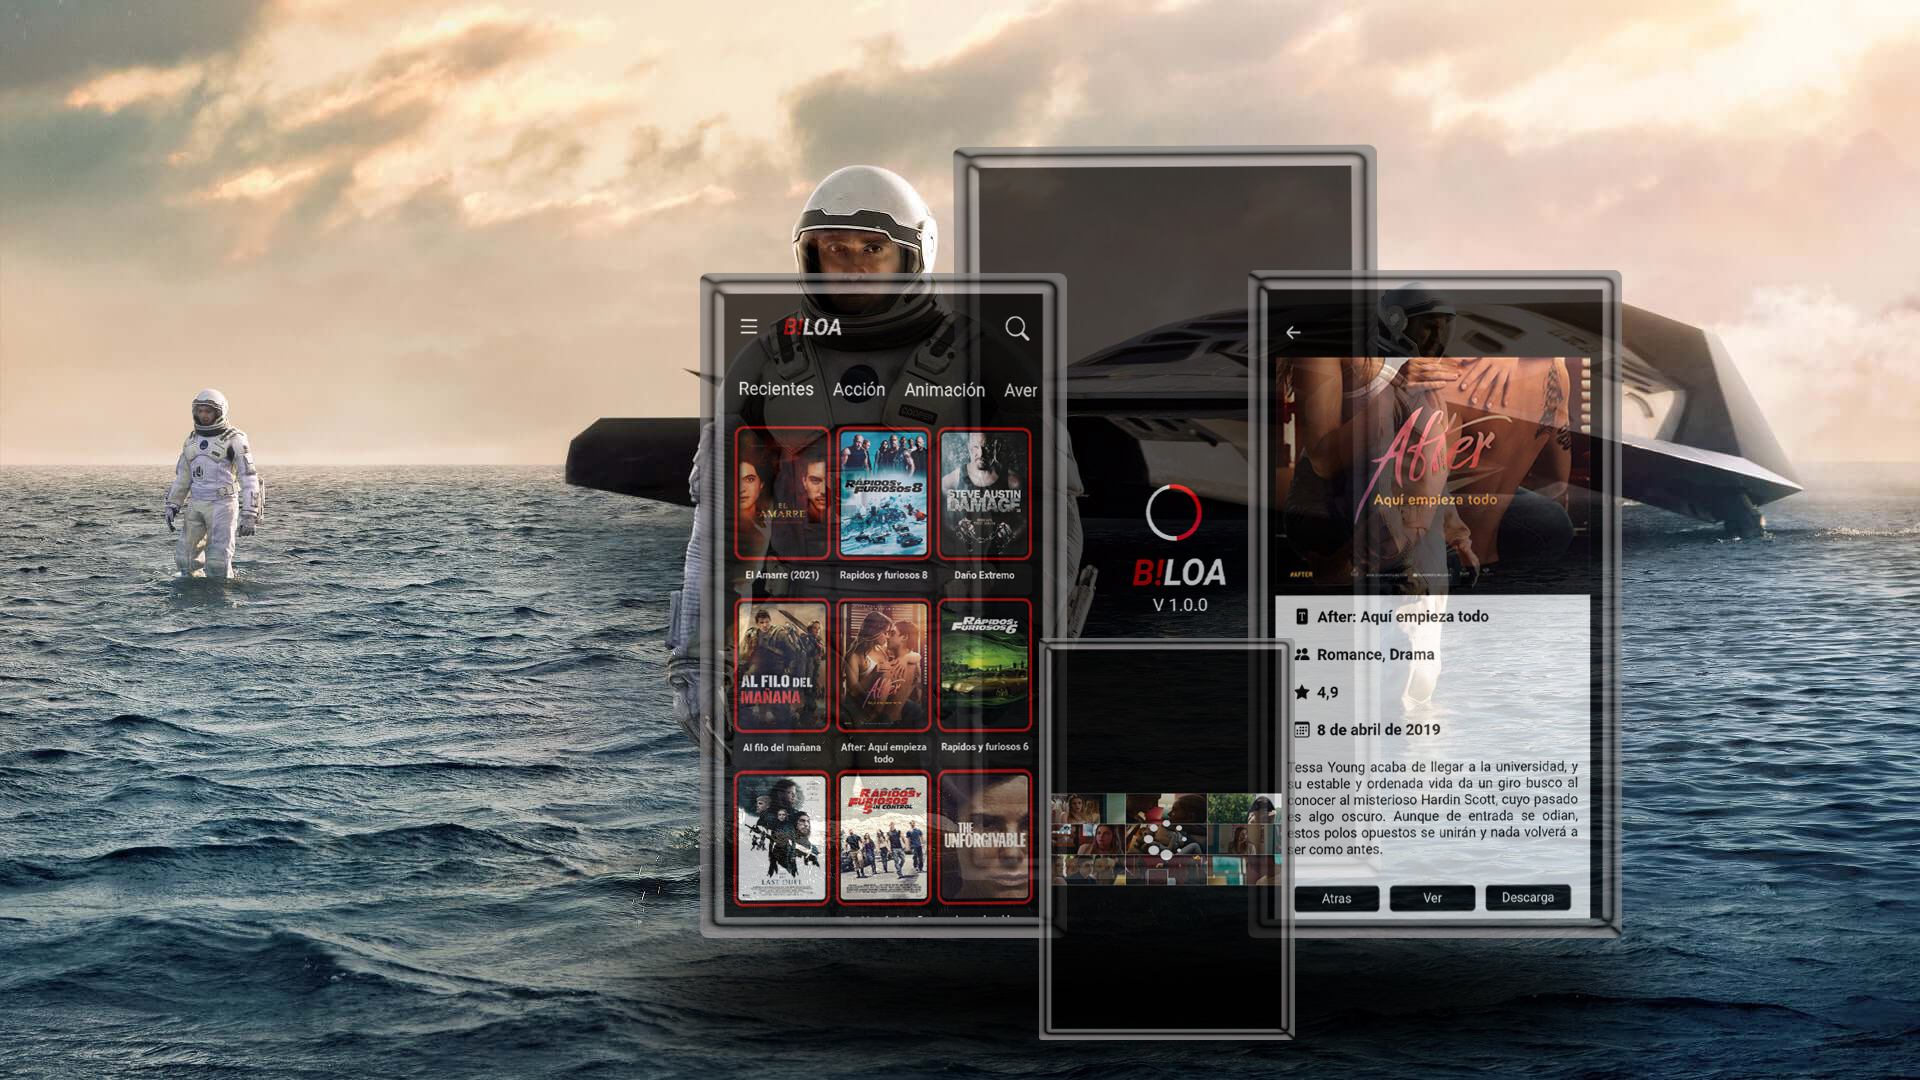 B!LOA
Recientes Acción Animación Aver
EL
AMARRE
RÁPIDOS Y
FURIOSOS 8
STEVE AUSTIN
DAMAGE
El Amarre (2021) Rapidos y furiosos 8 Daño Extremo
AL FILO DEL
MAÑANA
After
RÁPIDOS Y
FURIOSOS 6
Al filo del mañana After: Aquí empieza
todo Rapidos y furiosos 6
LAST DUEL
RÁPIDOS Y
FURIOSOS
5IN CONTROL
THE
UNFORGIVABLE
COOPER
B!LOA
V 1.0.0
After
Aquí empieza todo
#AFTER
After: Aquí empieza todo
Romance, Drama
4,9
8 de abril de 2019
Tessa Young acaba de llegar a la universidad, y
su estable y ordenada vida da un giro busco al
conocer al misterioso Hardin Scott, cuyo pasado
es algo oscuro. Aunque de entrada se odian,
estos polos opuestos se unirán y nada volverá a
ser como antes.
Atras Ver Descarga